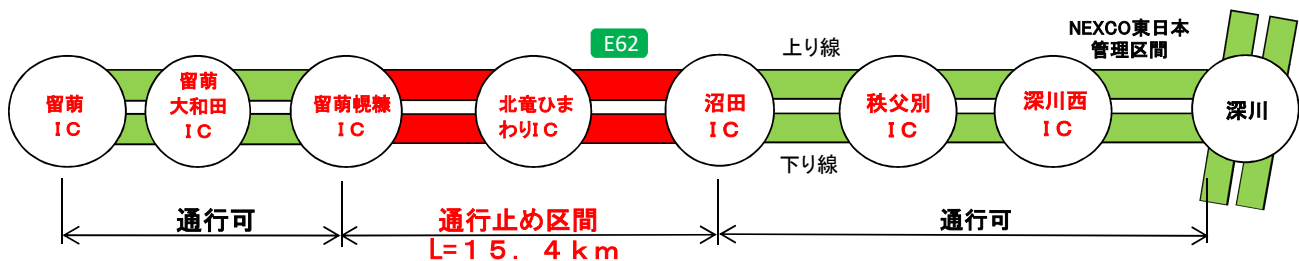 E62
上り線
NEXCO東日本
管理区間
留萌
IC
留萌
大和田
IC
留萌幌糠
IC
北竜ひま
わりIC
沼田
IC
秩父別
IC
深川西
IC
深川
下り線
通行可
通行止め区間
L=１５．４ｋｍ
通行可